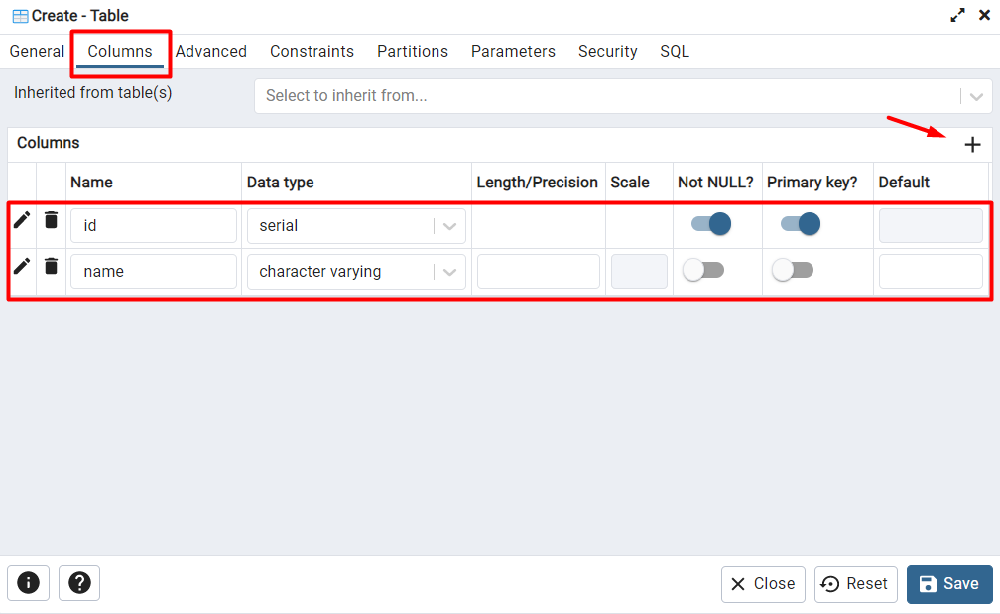 Create - Table
General Columns Advanced Constraints Partitions Parameters Security SQL
Inherited from table(s) Select to inherit from...
Columns
Name Data type Length/Precision Scale Not NULL? Primary key? Default
id serial
name character varying
Close Reset Save